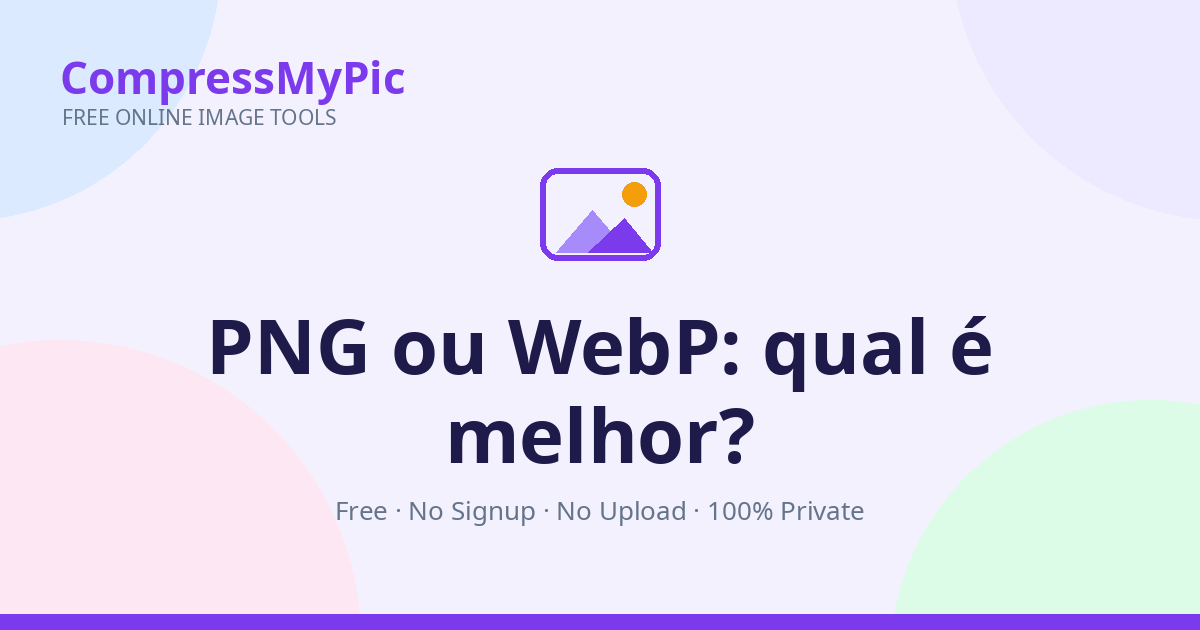 CompressMyPic
FREE ONLINE IMAGE TOOLS
PNG ou WebP: qual é
melhor?
Free · No Signup · No Upload · 100% Private